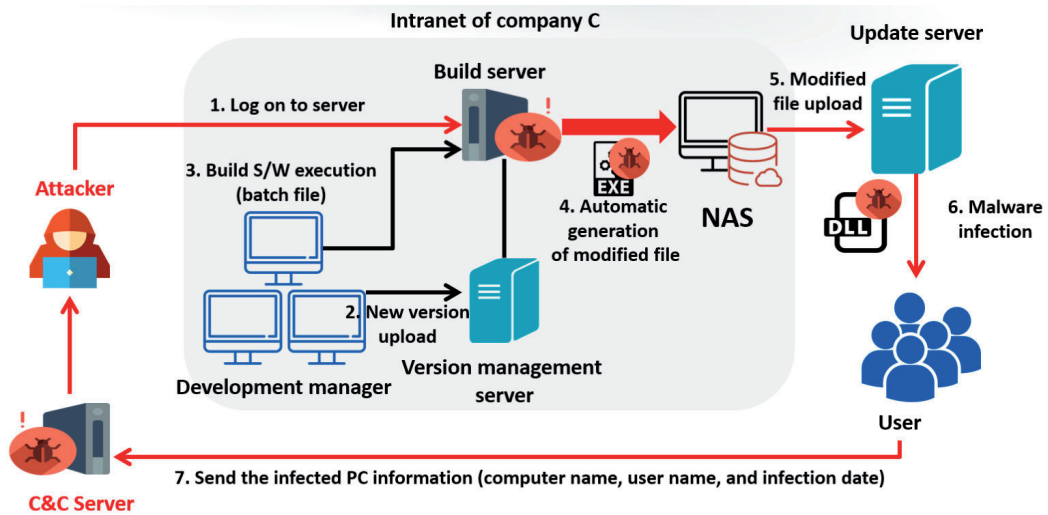 Intranet of company C
Update server
Build server
1. Log on to server
5. Modified
file upload
3. Build S/W execution
(batch file)
Attacker
EXE
NAS
4. Automatic
generation
of modified file
DLL
6. Malware
infection
2. New version
upload
Development manager
Version management
server
User
7. Send the infected PC information (computer name, user name, and infection date)
C&C Server
!
!